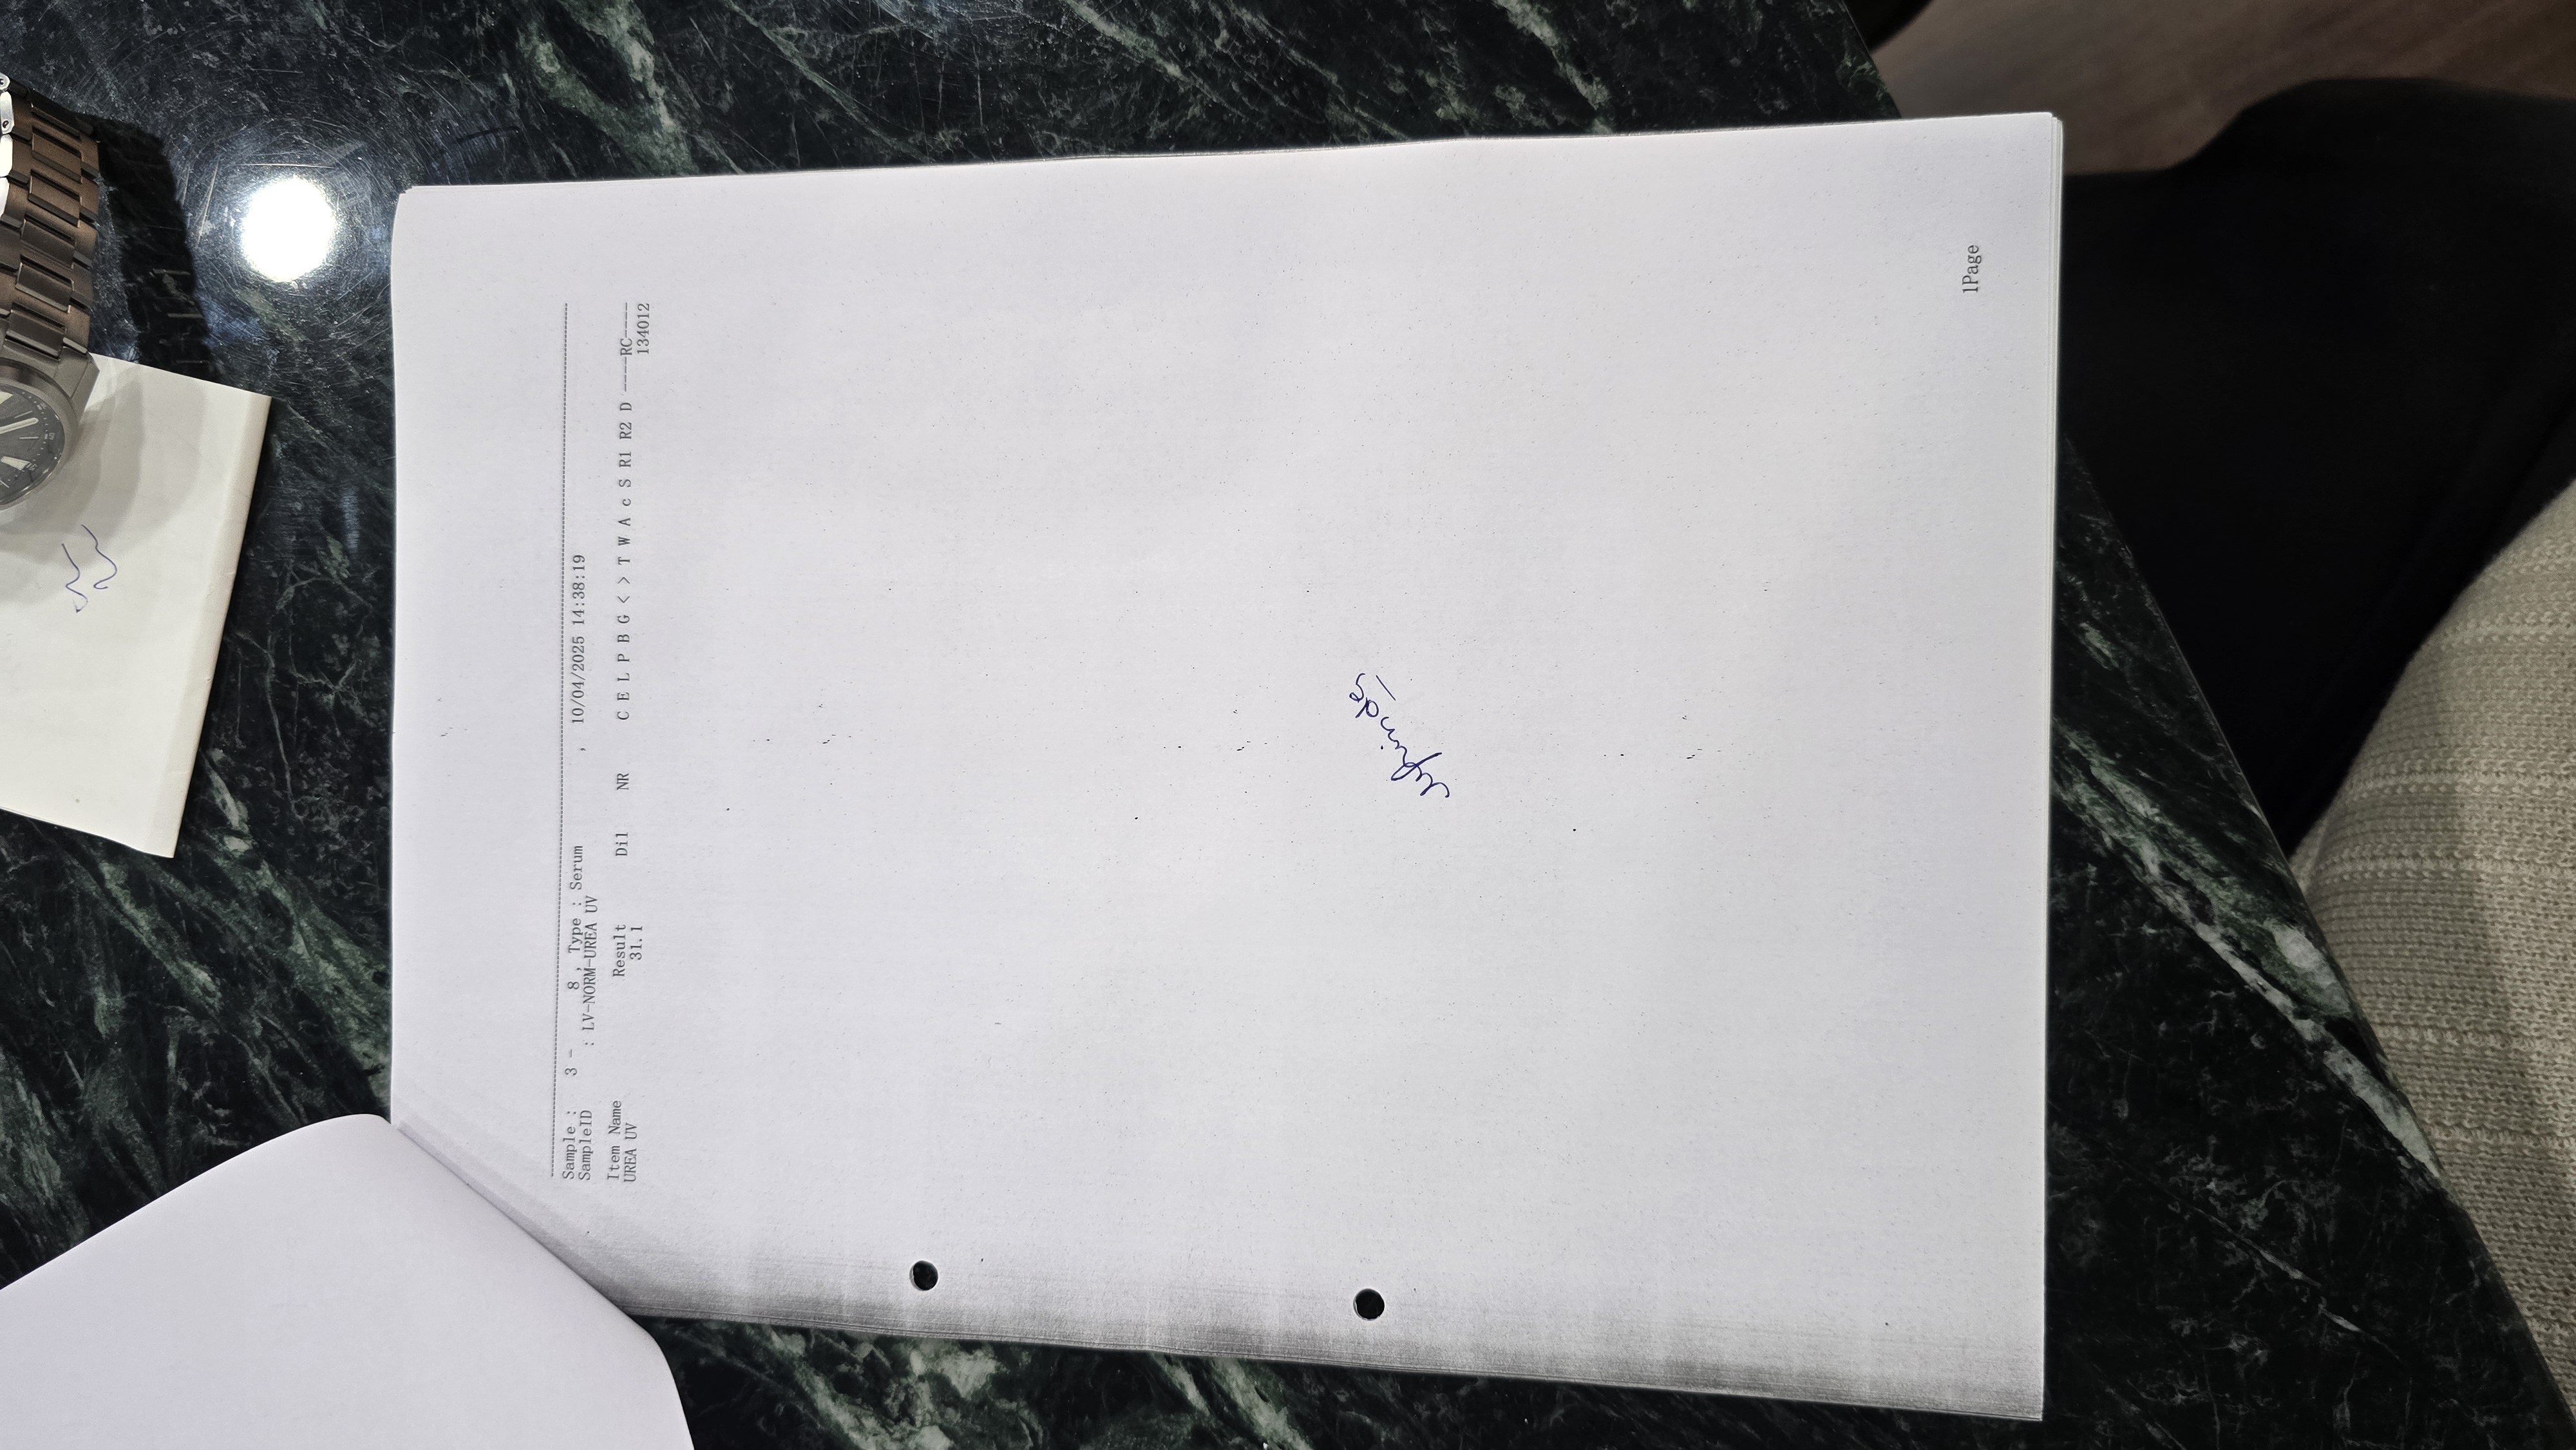 Sample : 3 - 8, Type : Serum , 10/04/2025 14:38:19
SampleID : LV-NORM-UREA UV
Item Name Result Dil NR C E L P B G < > T W A c S R1 R2 D ----RC----
UREA UV 31.1 134012
1Page